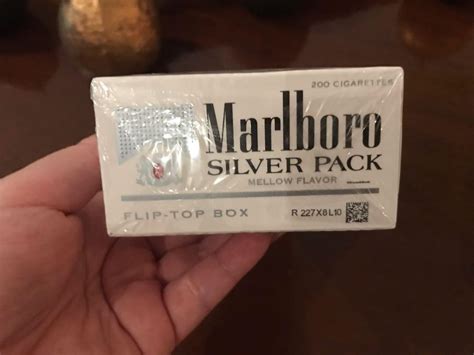 200 CIGARETTES
Marlboro
SILVER PACK
MELLOW FLAVOR
FLIP-TOP BOX
R 227X8L10